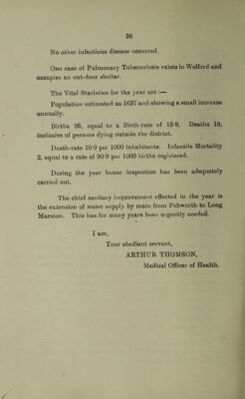 36
No other infectious disease occurred.
One case of Pulmonary Tuberculosis exists in Welford and
occupies an out-door shelter.
The Vital Statistics for the year are :—
Population estimated as 1637 and showing a small increase
annually.
Births 26, equal to a Birth-rate of 15·8. Deaths 18,
inclusive of persons dying outside the district.
Death-rate 10·9 per 1000 inhabitants. Infantile Mortality
2, equal to a rate of 90·9 per 1000 births registered.
During the year house inspection has been adequately
carried out.
The chief sanitary improvement effected in the year is
the extension of water supply by main from Pebworth to Long
Marston. This has for many years been urgently needed.
I am,
Your obedient servant,
ARTHUR THOMSON,
Medical Officer of Health.